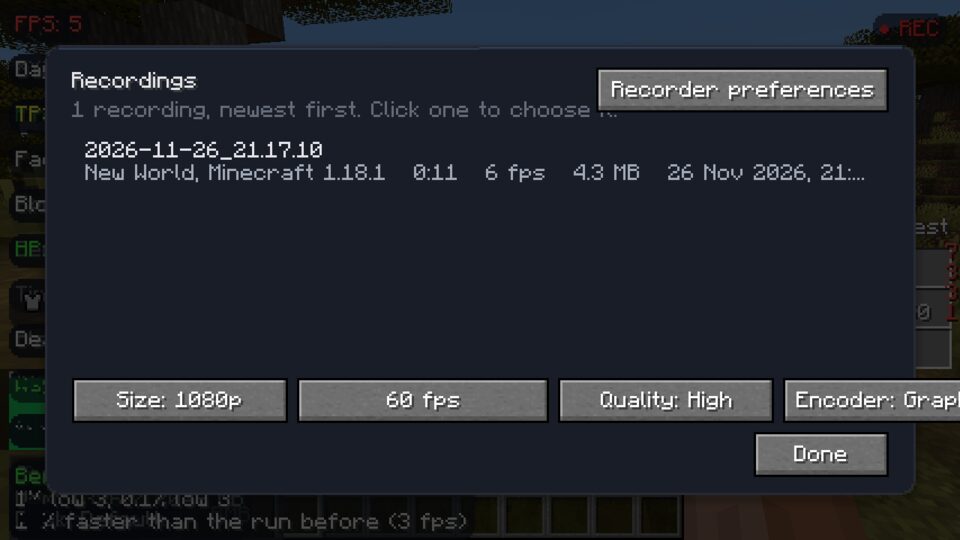 FPS: 5
REC
Recordings
Recorder preferences
1 recording, newest first. Click one to choose it.
2026-11-26_21.17.10
New World, Minecraft 1.18.1 0:11 6 fps 4.3 MB 26 Nov 2026, 21:...
Size: 1080p
60 fps
Quality: High
Encoder: Grap
Done
faster than the run before (3 fps)